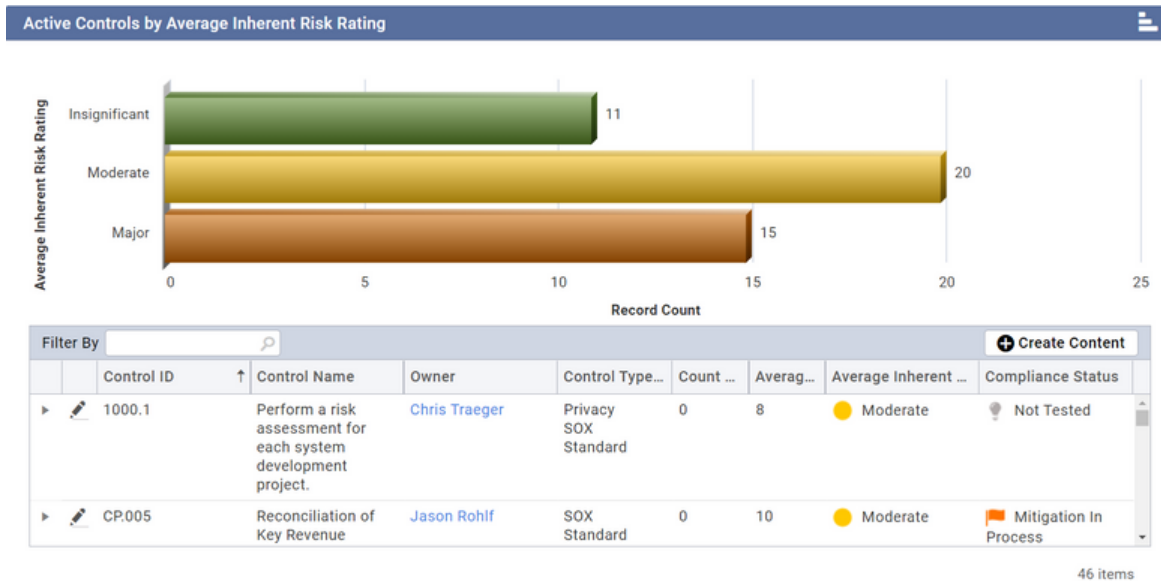 Active Controls by Average Inherent Risk Rating
Average Inherent Risk Rating
Insignificant
11
Moderate
20
Major
15
0 5 10 15 20 25
Record Count
Filter By
Create Content
Control ID ↑ Control Name Owner Control Type... Count ... Averag... Average Inherent ... Compliance Status
1000.1 Perform a risk Chris Traeger Privacy 0 8 Moderate Not Tested
assessment for SOX
each system Standard
development
project.
CP.005 Reconciliation of Jason Rohlf SOX 0 10 Moderate Mitigation In
Key Revenue Standard Process
46 items